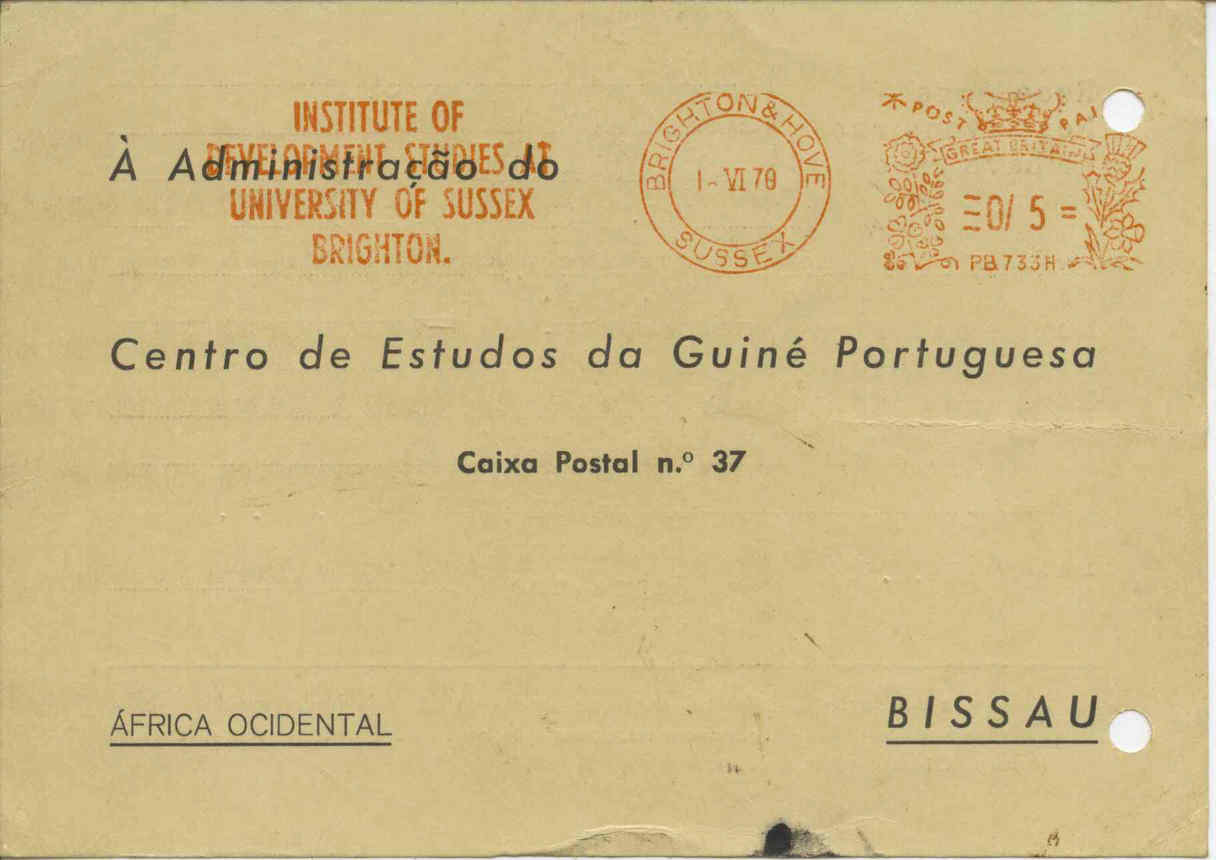 INSTITUTE OF
DEVELOPMENT STUDIES AT
UNIVERSITY OF SUSSEX
BRIGHTON.
BRIGHTON & HOVE
1-VI 70
SUSSEX
POST PAI
GREAT BRITAIN
0/ 5 =
PB 733H
À Administração do
Centro de Estudos da Guiné Portuguesa
Caixa Postal n.º 37
ÁFRICA OCIDENTAL
BISSAU